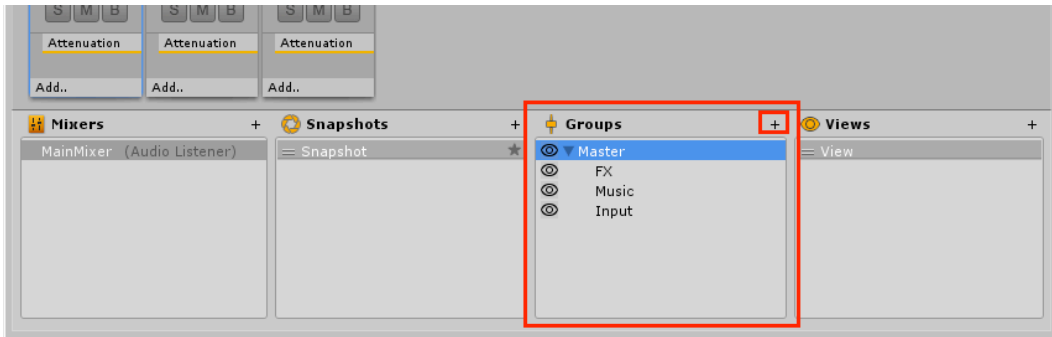 S M B S M B S M B
Attenuation Attenuation Attenuation
Add.. Add.. Add..
Mixers + Snapshots + Groups + Views +
MainMixer (Audio Listener) Snapshot Master View
FX
Music
Input